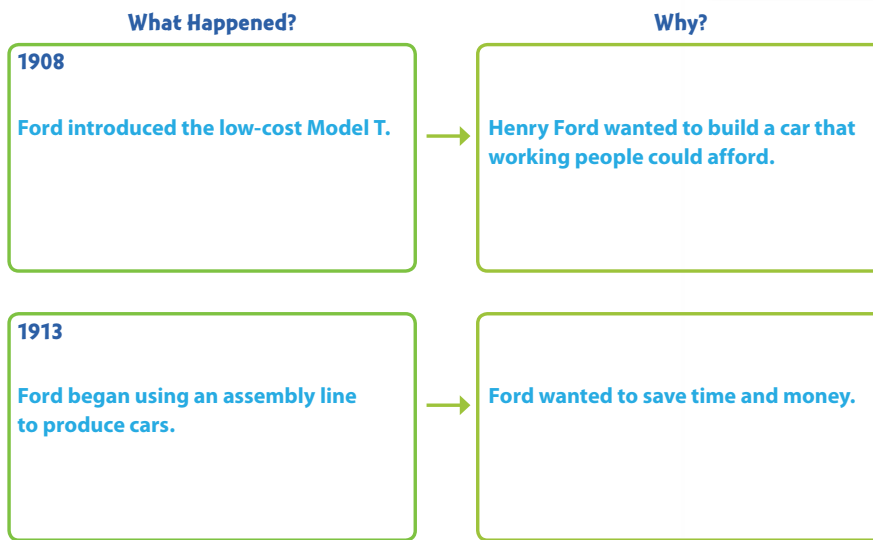 What Happened?
Why?
1908
Ford introduced the low-cost Model T.
Henry Ford wanted to build a car that
working people could afford.
1913
Ford began using an assembly line
to produce cars.
Ford wanted to save time and money.